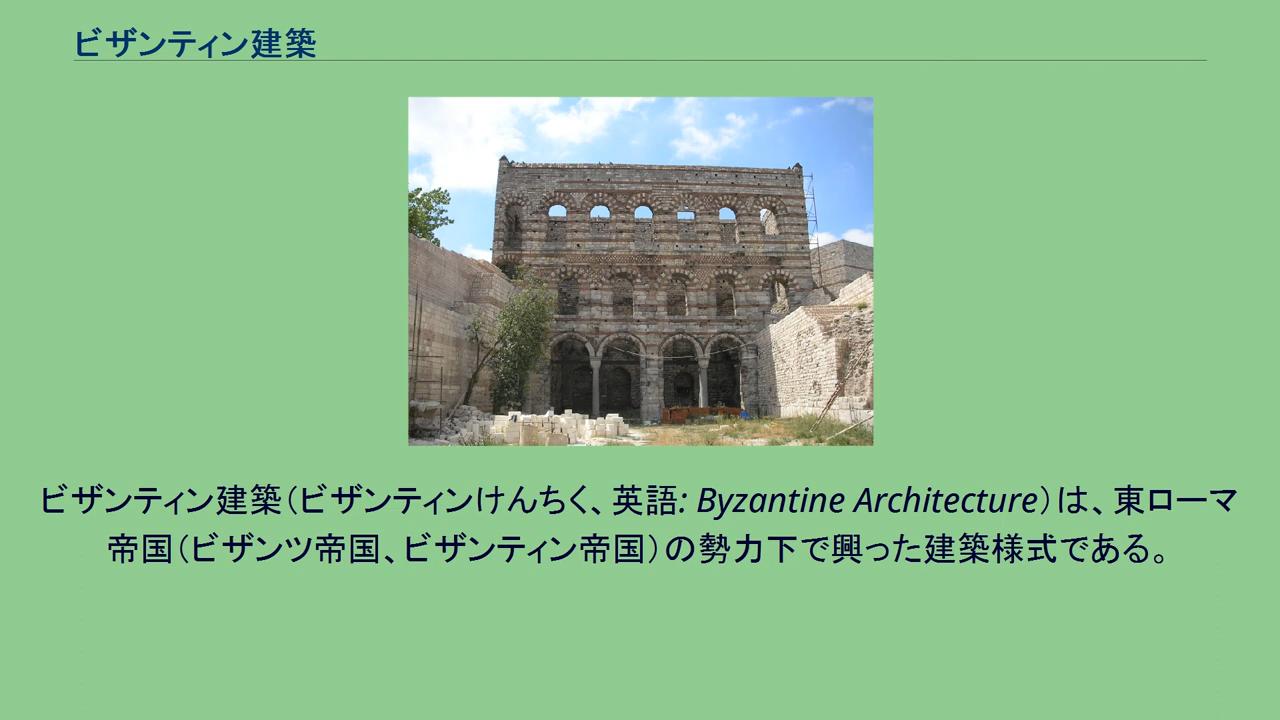 ビザンティン建築
ビザンティン建築（ビザンティンけんちく、英語: Byzantine Architecture）は、東ローマ
帝国（ビザンツ帝国、ビザンティン帝国）の勢力下で興った建築様式である。